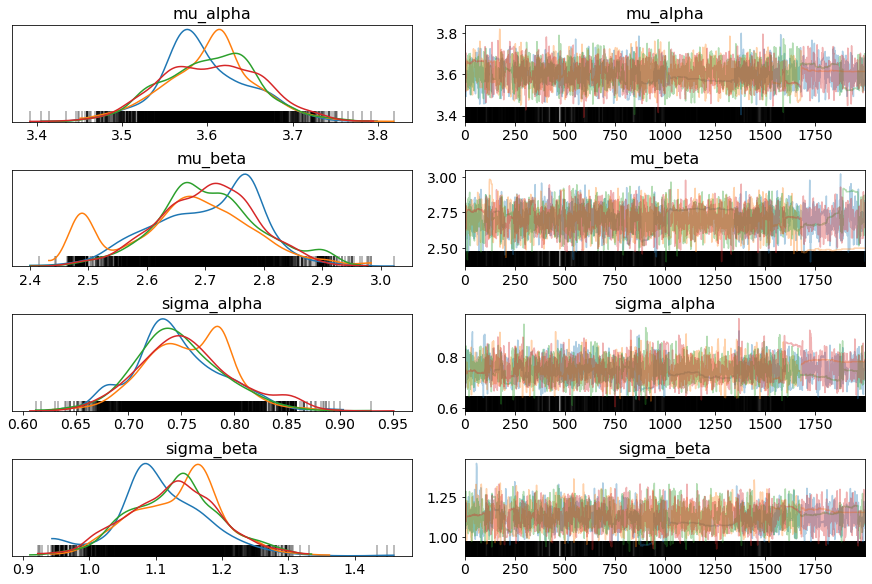 mu_alpha mu_alpha
3.8
3.6
3.4
3.4 3.5 3.6 3.7 3.8 0 250 500 750 1000 1250 1500 1750
mu_beta mu_beta
3.00
2.75
2.50
2.4 2.5 2.6 2.7 2.8 2.9 3.0 0 250 500 750 1000 1250 1500 1750
sigma_alpha sigma_alpha
0.8
0.6
0.60 0.65 0.70 0.75 0.80 0.85 0.90 0.95 0 250 500 750 1000 1250 1500 1750
sigma_beta sigma_beta
1.25
1.00
0.9 1.0 1.1 1.2 1.3 1.4 0 250 500 750 1000 1250 1500 1750